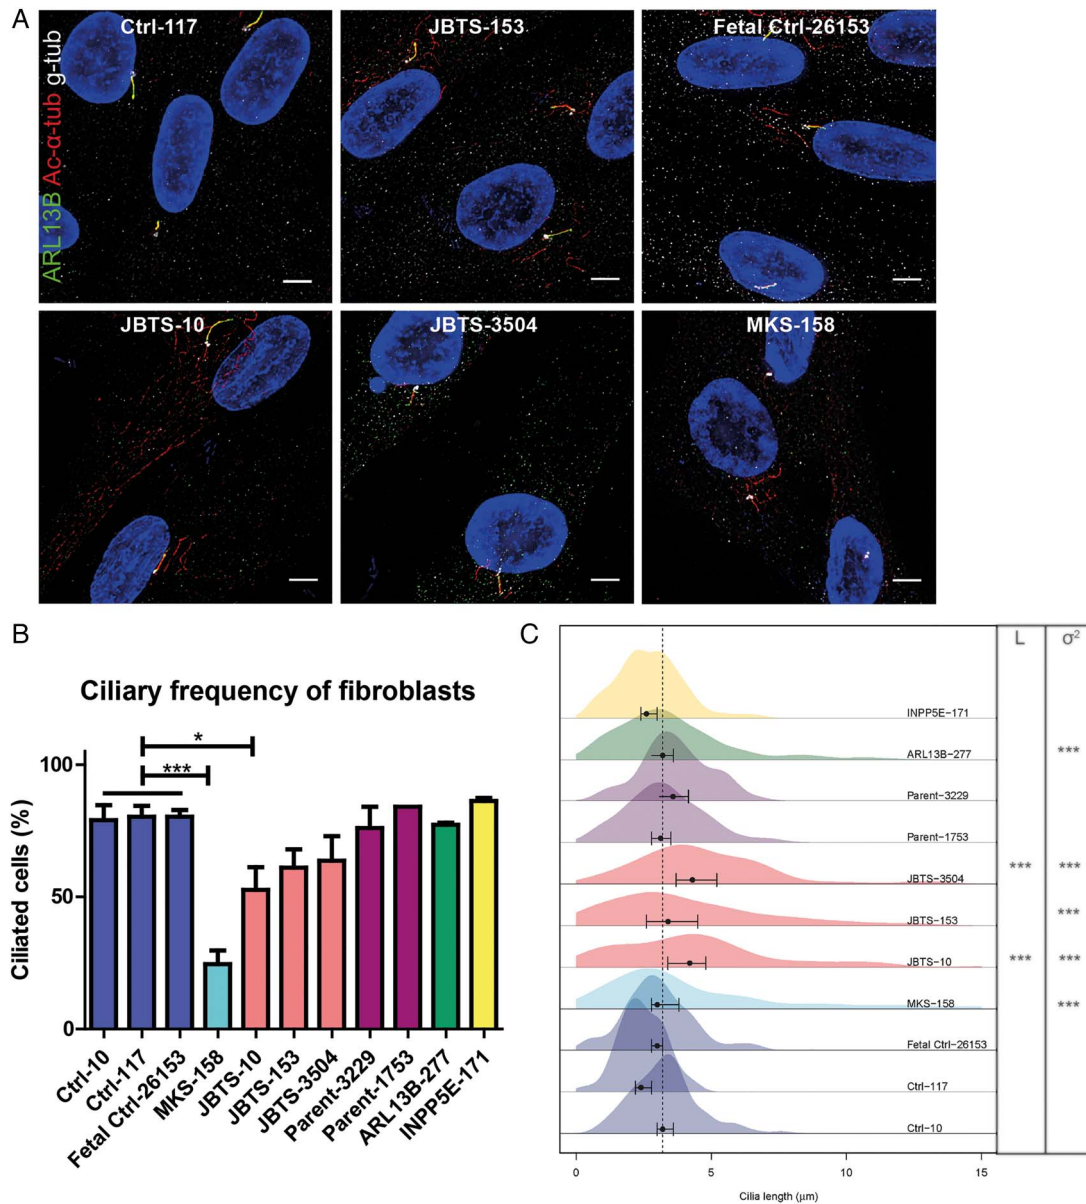 A
ARL13B Ac-α-tub g-tub
Ctrl-117
JBTS-153
Fetal Ctrl-26153
JBTS-10
JBTS-3504
MKS-158
B
Ciliary frequency of fibroblasts
*
***
100
50
0
Ciliated cells (%)
Ctrl-10
Ctrl-117
Fetal Ctrl-26153
MKS-158
JBTS-10
JBTS-153
JBTS-3504
Parent-3229
Parent-1753
ARL13B-277
INPP5E-171
C
L σ²
INPP5E-171
ARL13B-277 ***
Parent-3229
Parent-1753
JBTS-3504 *** ***
JBTS-153 ***
JBTS-10 *** ***
MKS-158 ***
Fetal Ctrl-26153
Ctrl-117
Ctrl-10
0 5 10 15
Cilia length (μm)